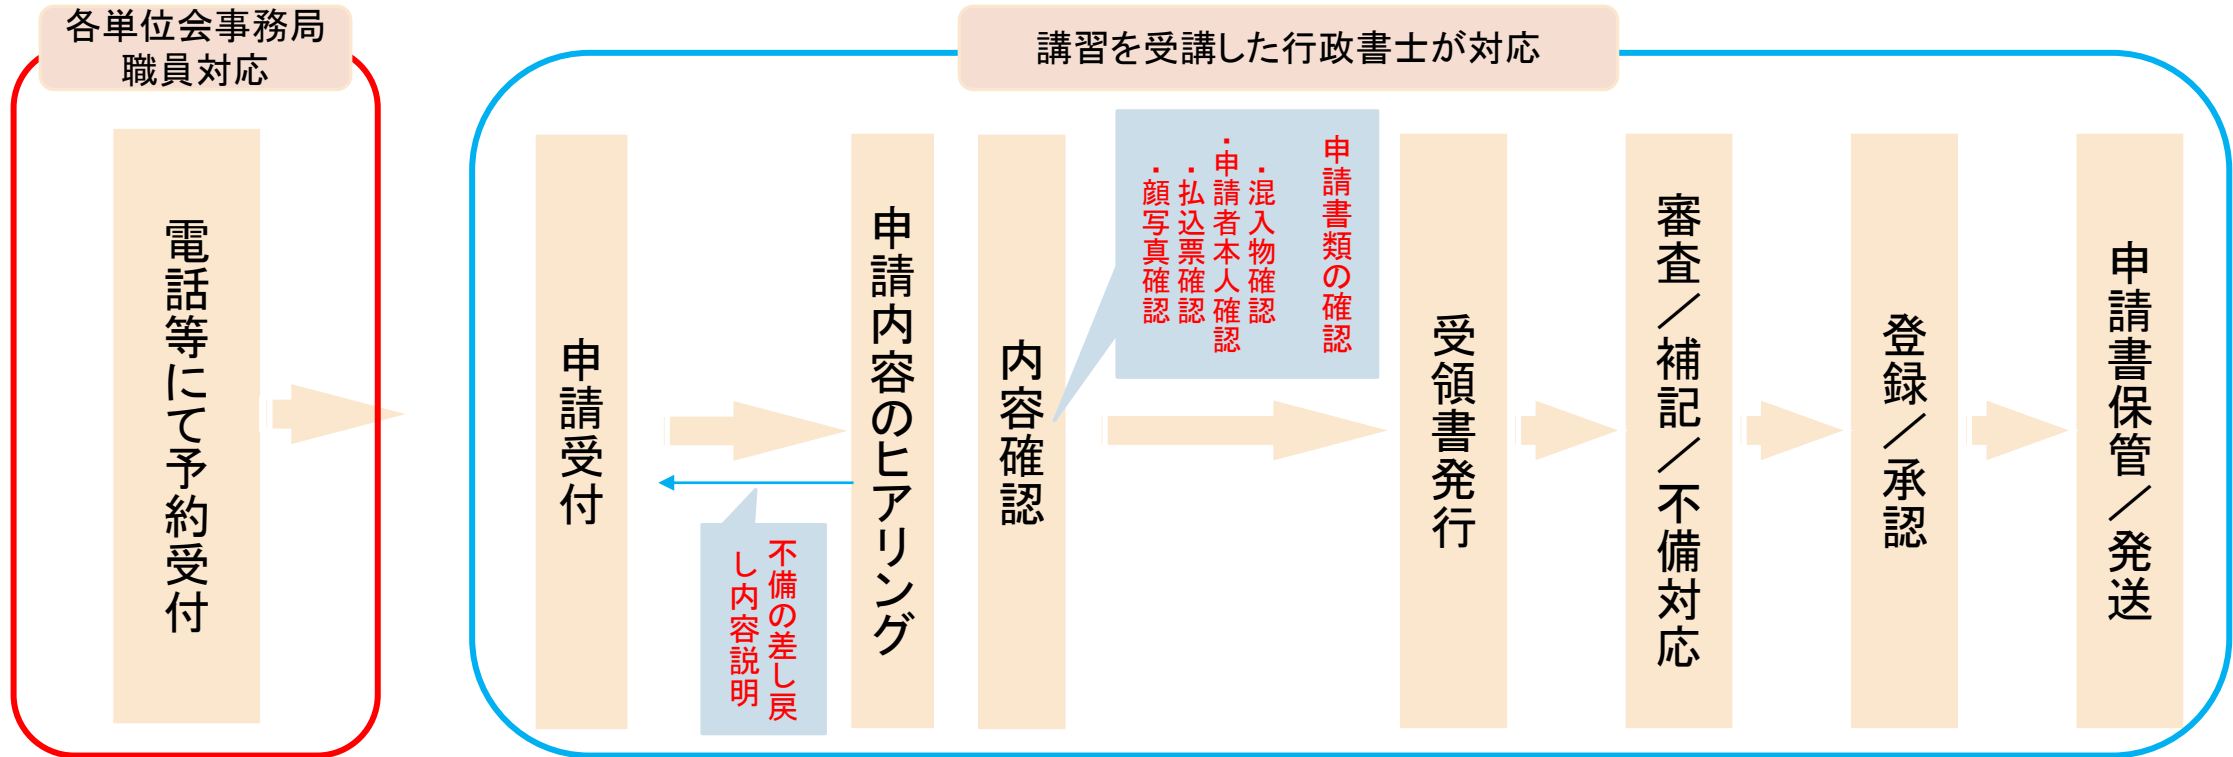 各単位会事務局
職員対応
講習を受講した行政書士が対応
電話等にて予約受付
申請受付
不備の差し戻
し内容説明
申請内容のヒアリング
内容確認
申請書類の確認
・混入物確認
・申請者本人確認
・払込票確認
・顔写真確認
受領書発行
審査／補記／不備対応
登録／承認
申請書保管／発送